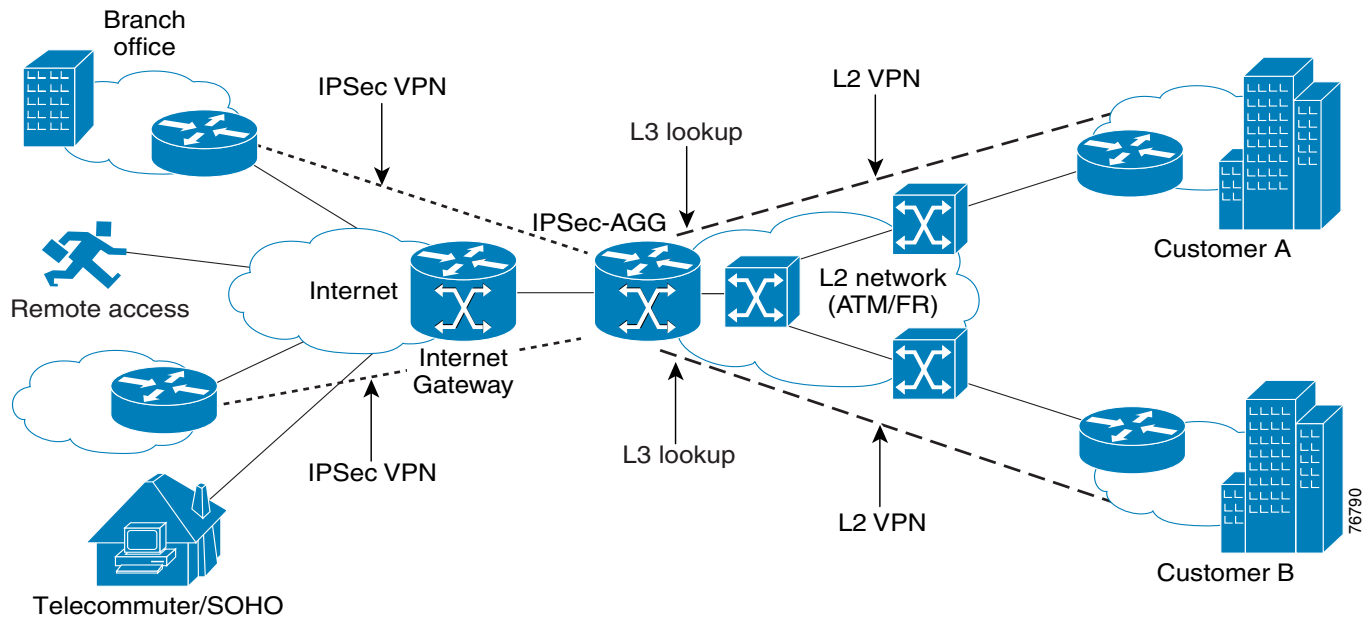 Branch
office
IPSec VPN
L2 VPN
L3 lookup
IPSec-AGG
Customer A
Remote access
Internet
L2 network
(ATM/FR)
Internet
Gateway
L3 lookup
IPSec VPN
L2 VPN
Customer B
Telecommuter/SOHO
76790